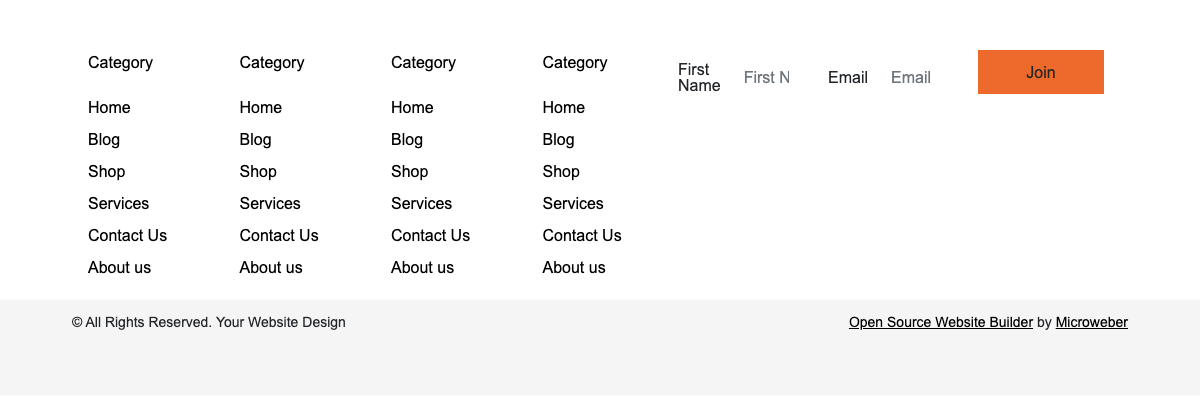 Category
Home
Blog
Shop
Services
Contact Us
About us
Category
Home
Blog
Shop
Services
Contact Us
About us
Category
Home
Blog
Shop
Services
Contact Us
About us
Category
Home
Blog
Shop
Services
Contact Us
About us
First
Name
First N
Email
Email
Join
© All Rights Reserved. Your Website Design
Open Source Website Builder by Microweber